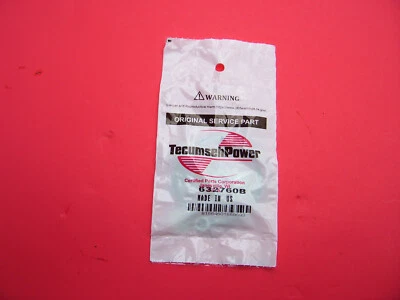 ⚠WARNING
ORIGINAL SERVICE PART
TecumsehPower
Certified Parts Corporation
632760B
MADE IN US